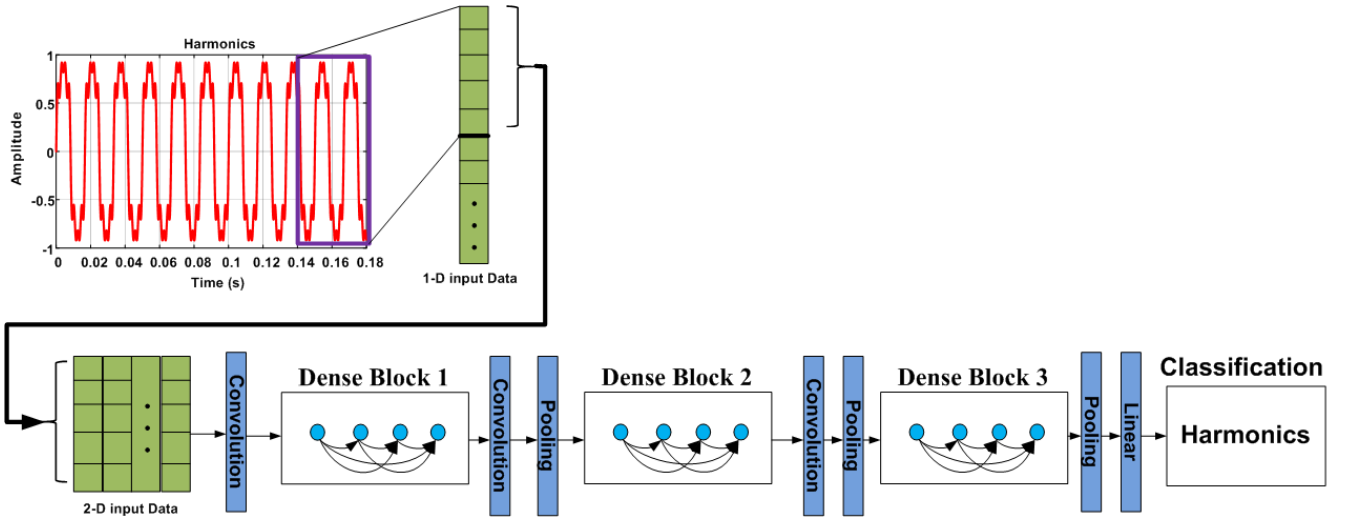 Harmonics
1
0.5
0
-0.5
-1
Amplitude
0 0.02 0.04 0.06 0.08 0.1 0.12 0.14 0.16 0.18
Time (s)
1-D input Data
2-D input Data
Convolution
Dense Block 1
Convolution
Pooling
Dense Block 2
Convolution
Pooling
Dense Block 3
Pooling
Linear
Classification
Harmonics